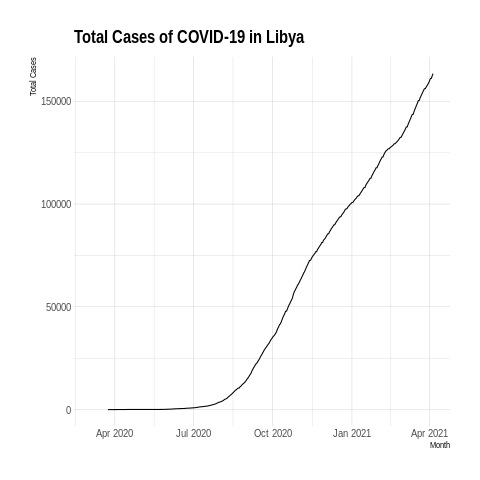 Total Cases of COVID-19 in Libya
Total Cases
150000
100000
50000
0
Apr 2020 Jul 2020 Oct 2020 Jan 2021 Apr 2021
Month